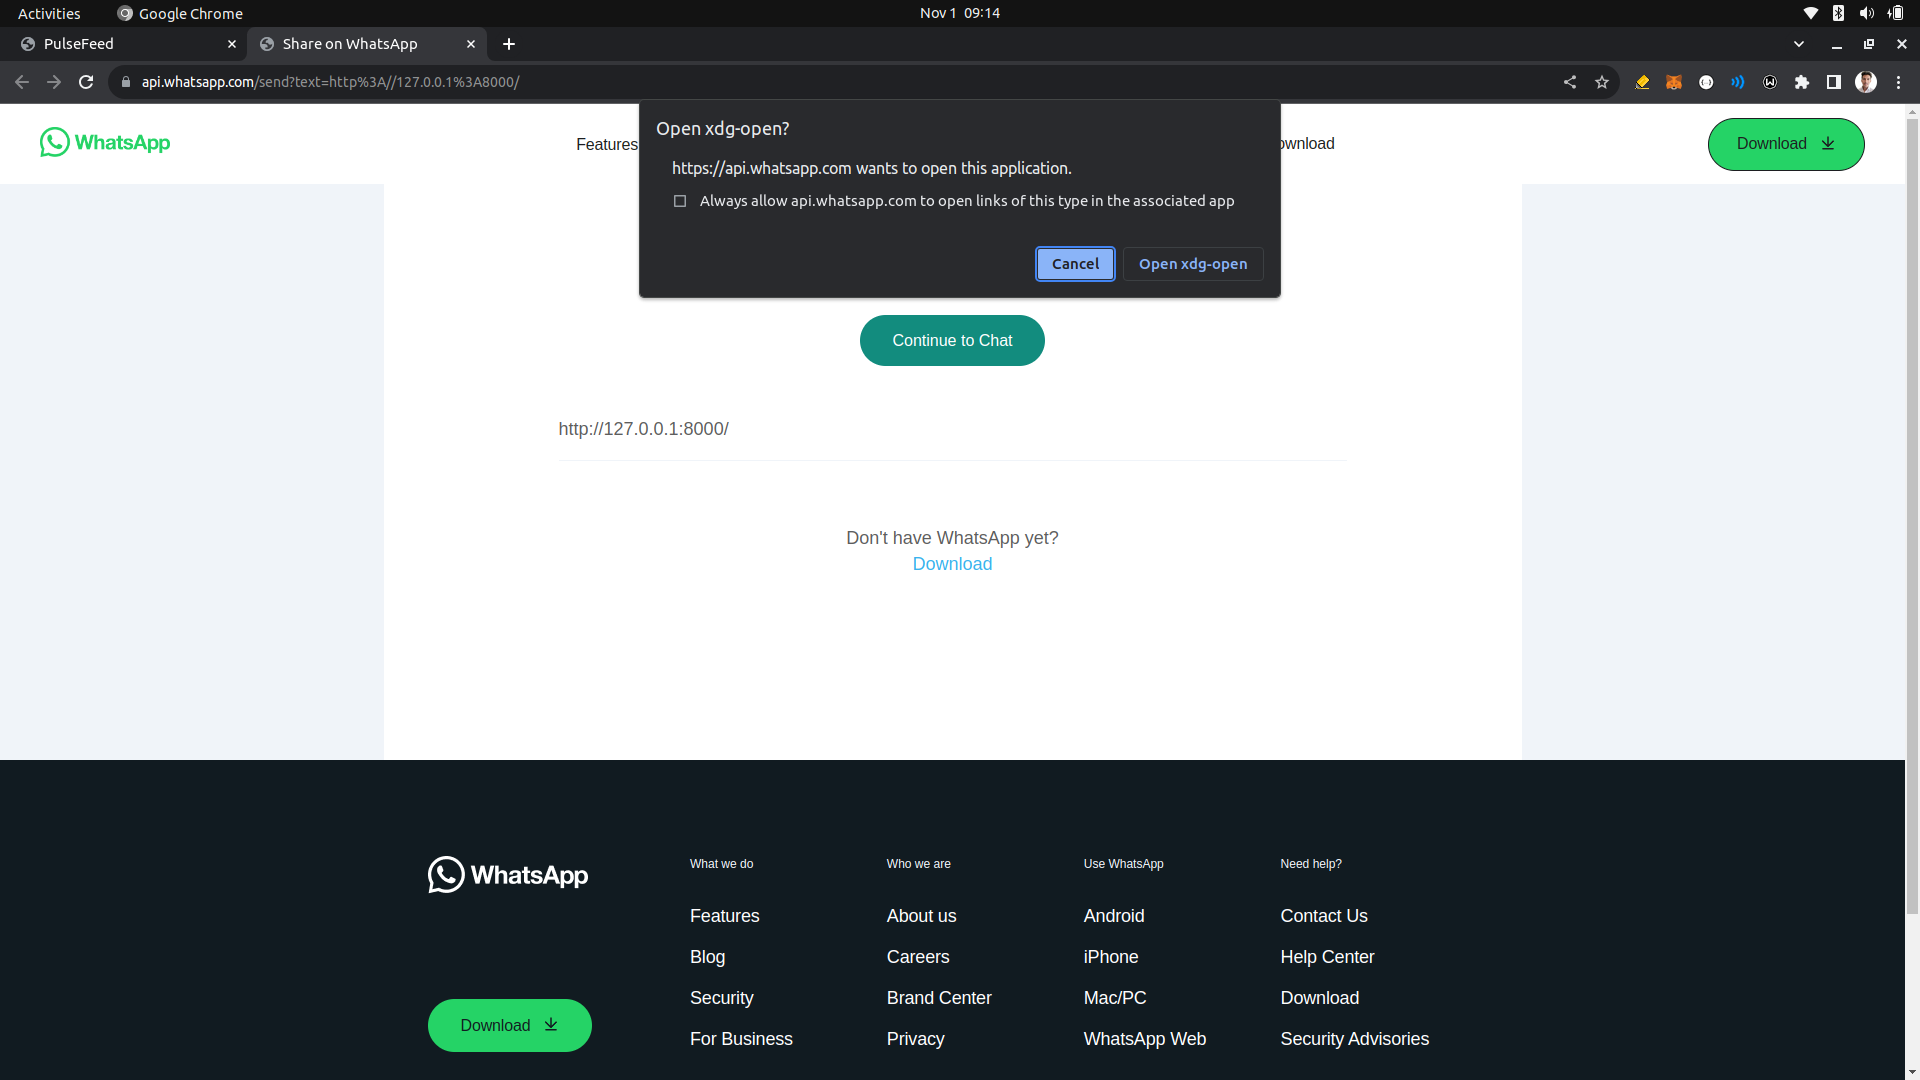 Activities
Google Chrome
Nov 1 09:14
PulseFeed
Share on WhatsApp
api.whatsapp.com/send?text=http%3A//127.0.0.1%3A8000/
WhatsApp
Features
Download
Open xdg-open?
https://api.whatsapp.com wants to open this application.
Always allow api.whatsapp.com to open links of this type in the associated app
Cancel
Open xdg-open
Continue to Chat
http://127.0.0.1:8000/
Don't have WhatsApp yet?
Download
WhatsApp
Download
What we do
Features
Blog
Security
For Business
Who we are
About us
Careers
Brand Center
Privacy
Use WhatsApp
Android
iPhone
Mac/PC
WhatsApp Web
Need help?
Contact Us
Help Center
Download
Security Advisories